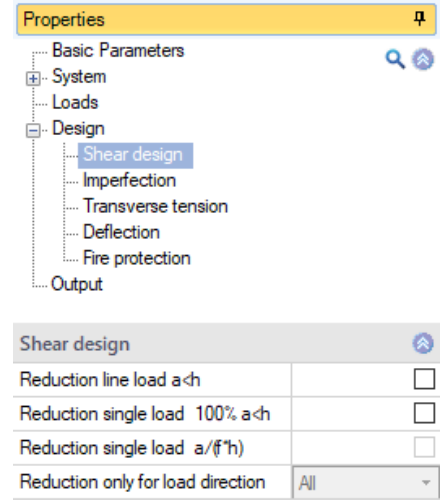 Properties
Basic Parameters
System
Loads
Design
Shear design
Imperfection
Transverse tension
Deflection
Fire protection
Output
Shear design
Reduction line load a<h
Reduction single load 100% a<h
Reduction single load a/(f*h)
Reduction only for load direction All